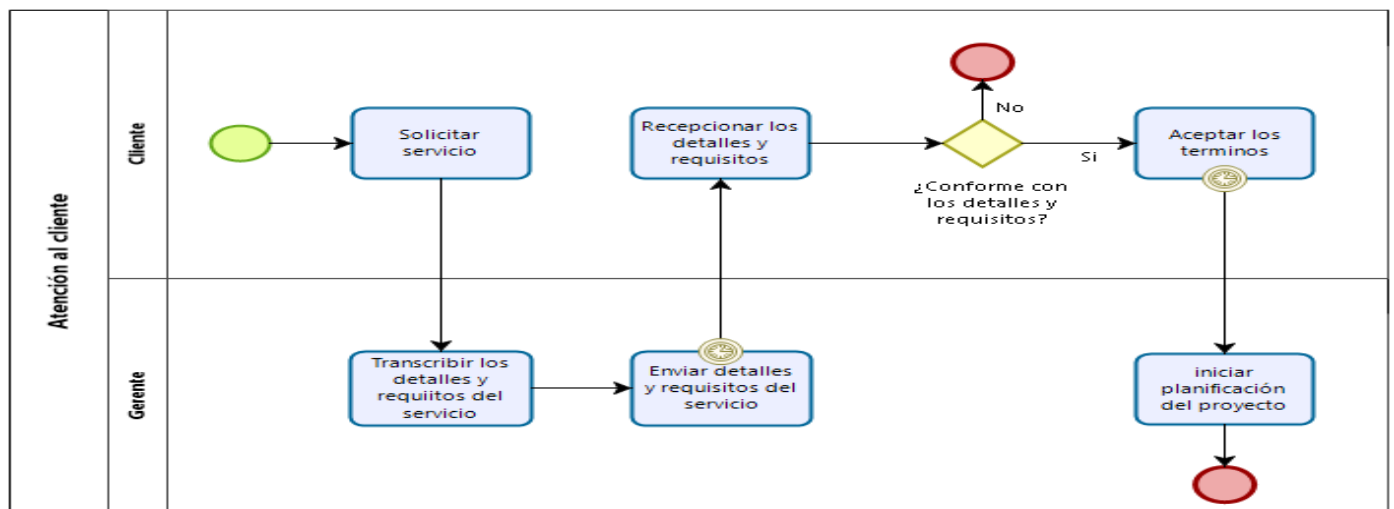 Atención al cliente
Cliente
Solicitar
servicio
Recepcionar los
detalles y
requisitos
No
Si
¿Conforme con
los detalles y
requisitos?
Aceptar los
terminos
Gerente
Transcribir los
detalles y
requiitos del
servicio
Enviar detalles
y requisitos del
servicio
iniciar
planificación
del proyecto